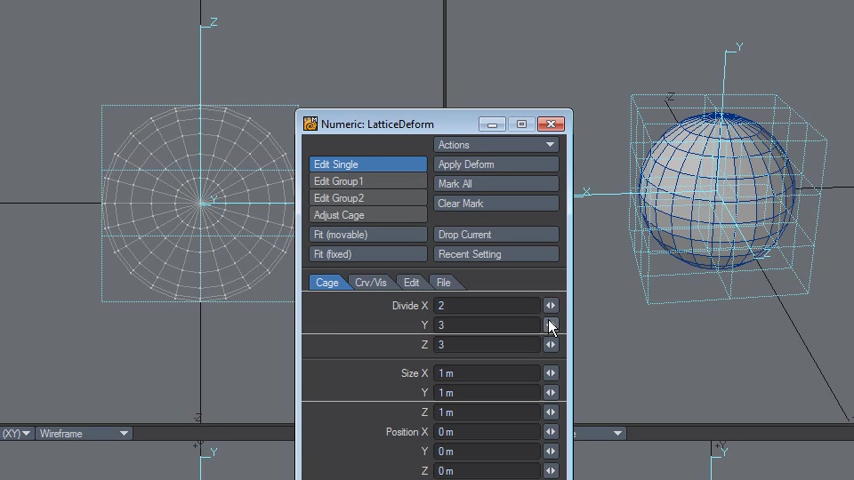 Z
Y
Numeric: LatticeDeform
Actions
Edit Single
Apply Deform
Edit Group1
Mark All
Edit Group2
Clear Mark
Adjust Cage
Fit (movable)
Drop Current
Fit (fixed)
Recent Setting
Cage Crv/Vis Edit File
Divide X 2
Y 3
Z 3
Size X 1 m
Y 1 m
Z 1 m
Position X 0 m
Y 0 m
Z 0 m
Y
Z
X
Z
(XY) Wireframe
Y
Y